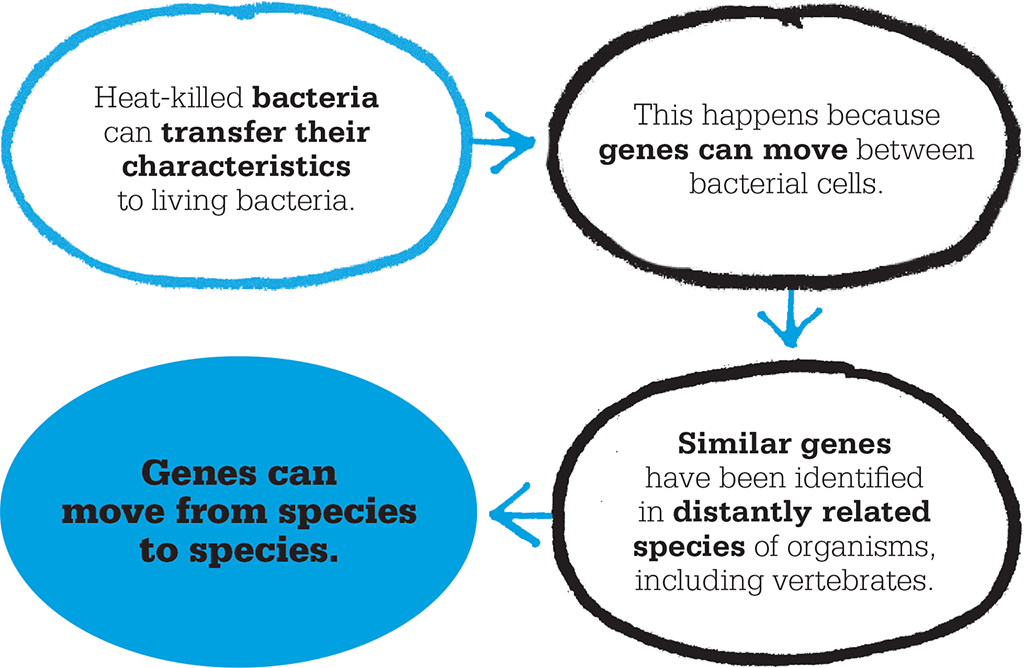 Heat-killed bacteria
can transfer their
characteristics
to living bacteria.
This happens because
genes can move between
bacterial cells.
Similar genes
have been identified
in distantly related
species of organisms,
including vertebrates.
Genes can
move from species
to species.